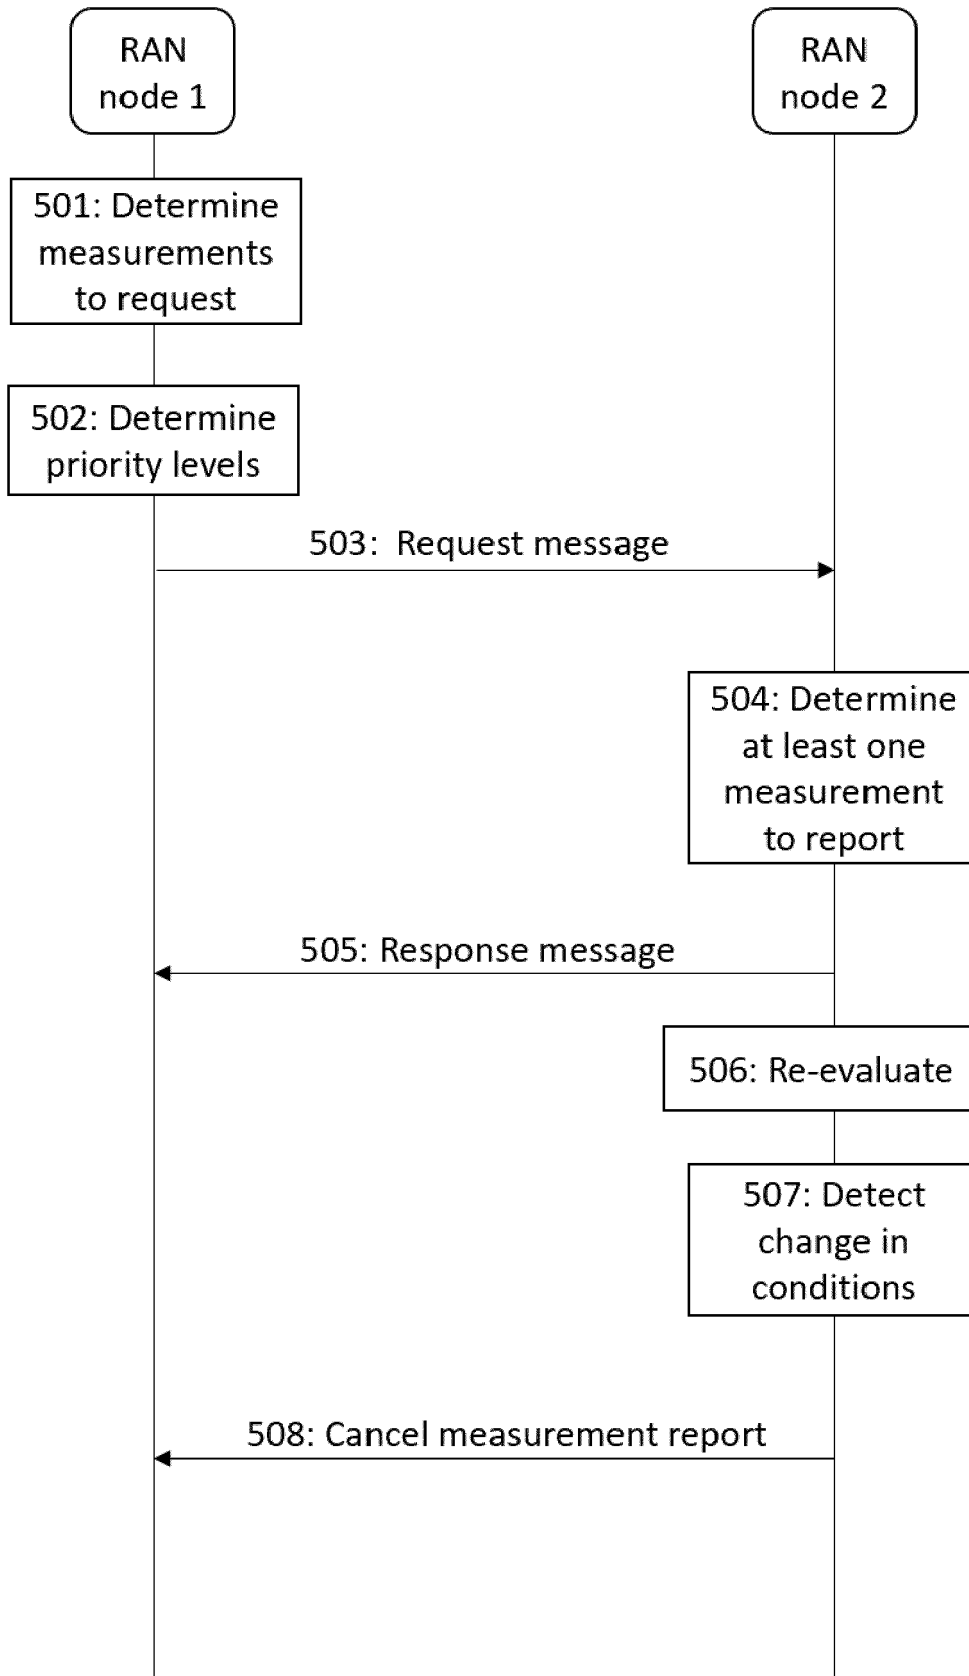 RAN
node 1
RAN
node 2
501: Determine
measurements
to request
502: Determine
priority levels
503:  Request message
504: Determine
at least one
measurement
to report
505: Response message
506: Re-evaluate
507: Detect
change in
conditions
508: Cancel measurement report